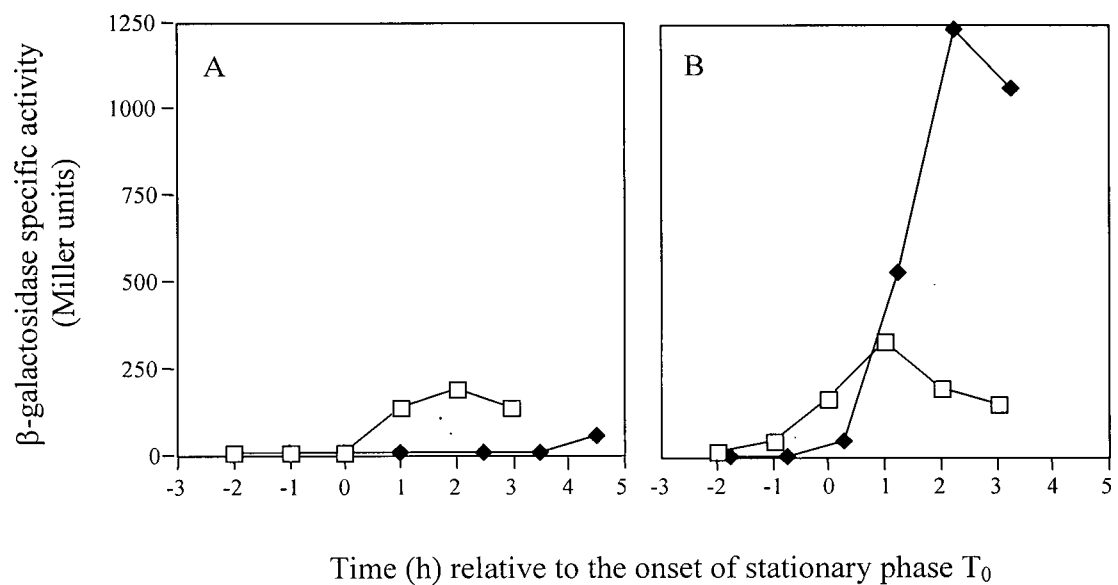 β-galactosidase specific activity
(Miller units)
1250
1000
750
500
250
0
A
B
-3 -2 -1 0 1 2 3 4 5
-3 -2 -1 0 1 2 3 4 5
Time (h) relative to the onset of stationary phase T₀